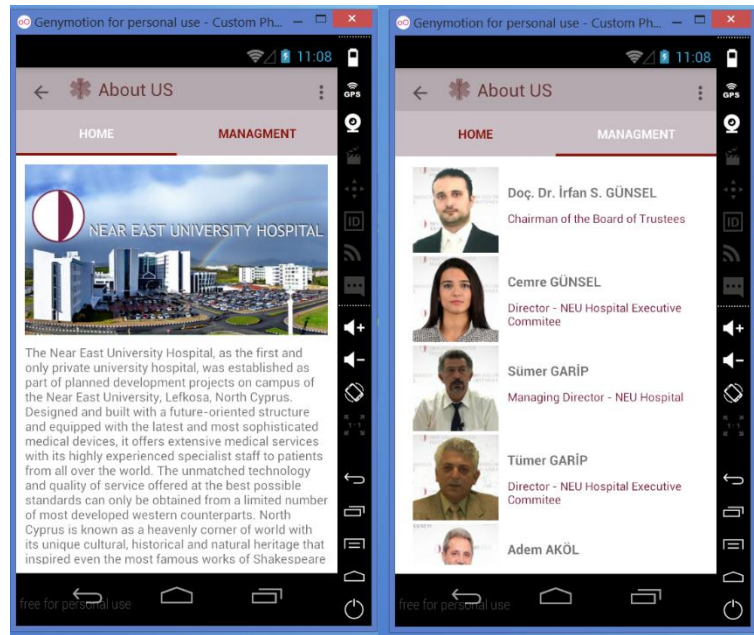 Genymotion for personal use - Custom Ph...
11:08
About US
GPS
HOME
MANAGMENT
NEAR EAST UNIVERSITY HOSPITAL
ID
The Near East University Hospital, as the first and
only private university hospital, was established as
part of planned development projects on campus of
the Near East University, Lefkosa, North Cyprus.
Designed and built with a future-oriented structure
and equipped with the latest and most sophisticated
medical devices, it offers extensive medical services
with its highly experienced specialist staff to patients
from all over the world. The unmatched technology
and quality of service offered at the best possible
standards can only be obtained from a limited number
of most developed western counterparts. North
Cyprus is known as a heavenly corner of world with
its unique cultural, historical and natural heritage that
inspired even the most famous works of Shakespeare
1:1
free for personal use
Genymotion for personal use - Custom Ph...
11:08
About US
GPS
HOME
MANAGMENT
Doç. Dr. İrfan S. GÜNSEL
Chairman of the Board of Trustees
ID
Cemre GÜNSEL
Director - NEU Hospital Executive
Commitee
Sümer GARİP
Managing Director - NEU Hospital
1:1
Tümer GARİP
Director - NEU Hospital Executive
Commitee
Adem AKÖL
free for personal use